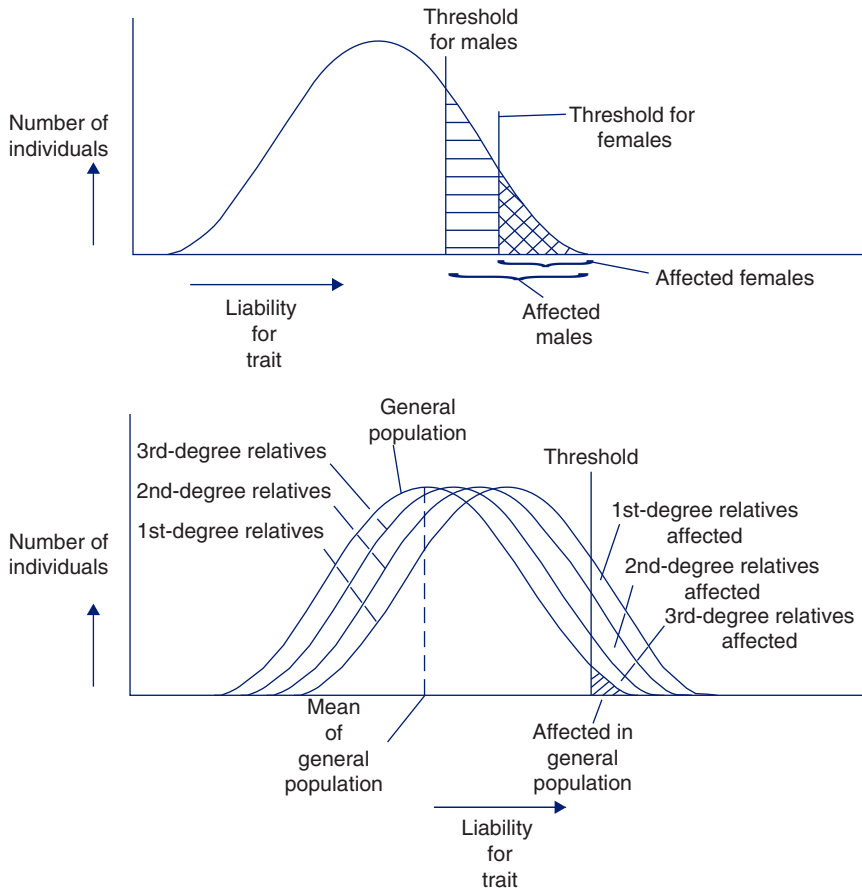 Threshold
for males
Number of
individuals
Threshold for
females
Affected females
Affected
males
Liability
for
trait
General
population
3rd-degree relatives
2nd-degree relatives
1st-degree relatives
Threshold
Number of
individuals
1st-degree relatives
affected
2nd-degree relatives
affected
3rd-degree relatives
affected
Mean
of
general
population
Affected in
general
population
Liability
for
trait